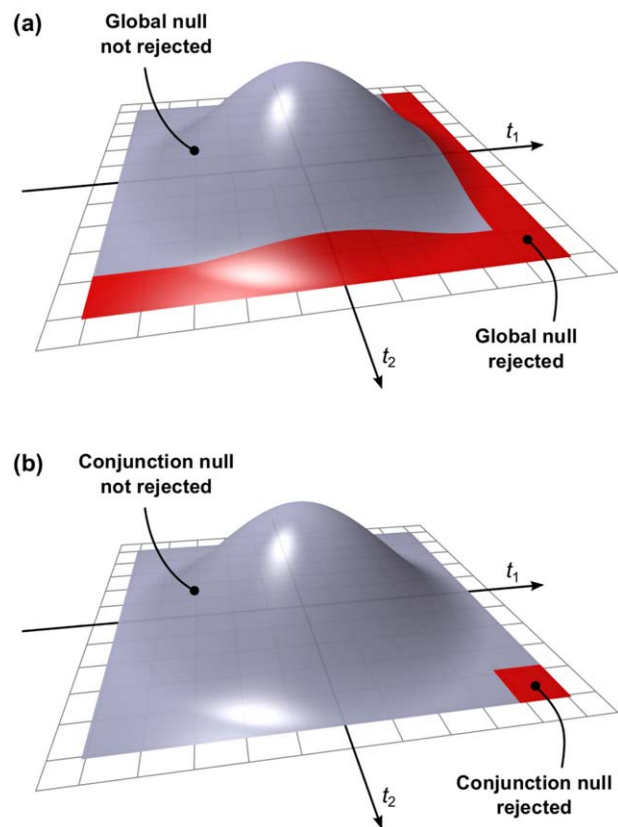 (a)
Global null
not rejected
t1
t2
Global null
rejected
(b)
Conjunction null
not rejected
t1
t2
Conjunction null
rejected